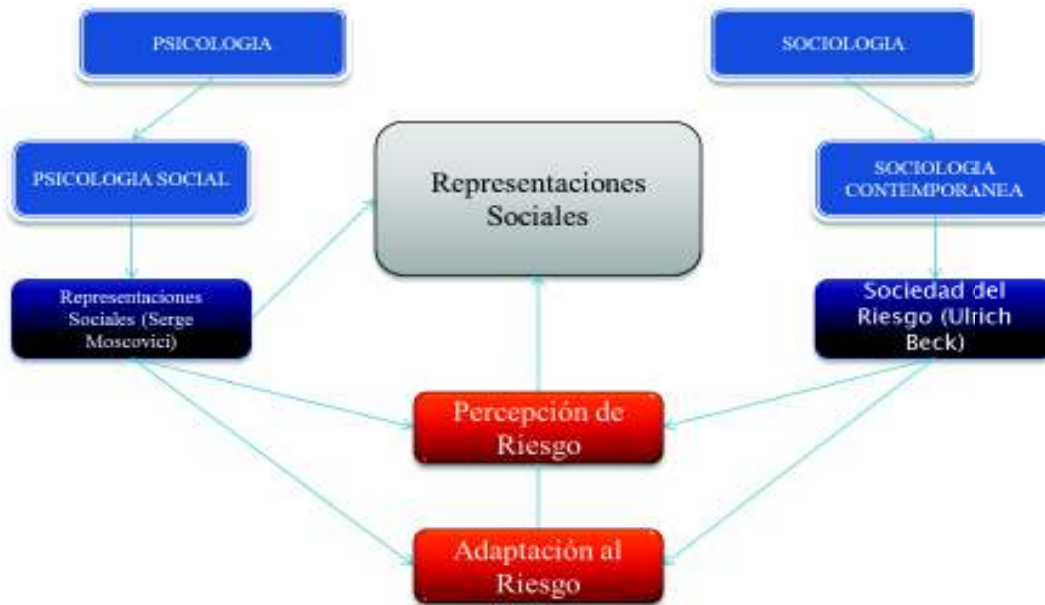 PSICOLOGIA
SOCIOLOGIA
PSICOLOGIA SOCIAL
SOCIOLOGIA
CONTEMPORANEA
Representaciones
Sociales
Representaciones
Sociales (Serge
Moscovici)
Sociedad del
Riesgo (Ulrich
Beck)
Percepción de
Riesgo
Adaptación al
Riesgo